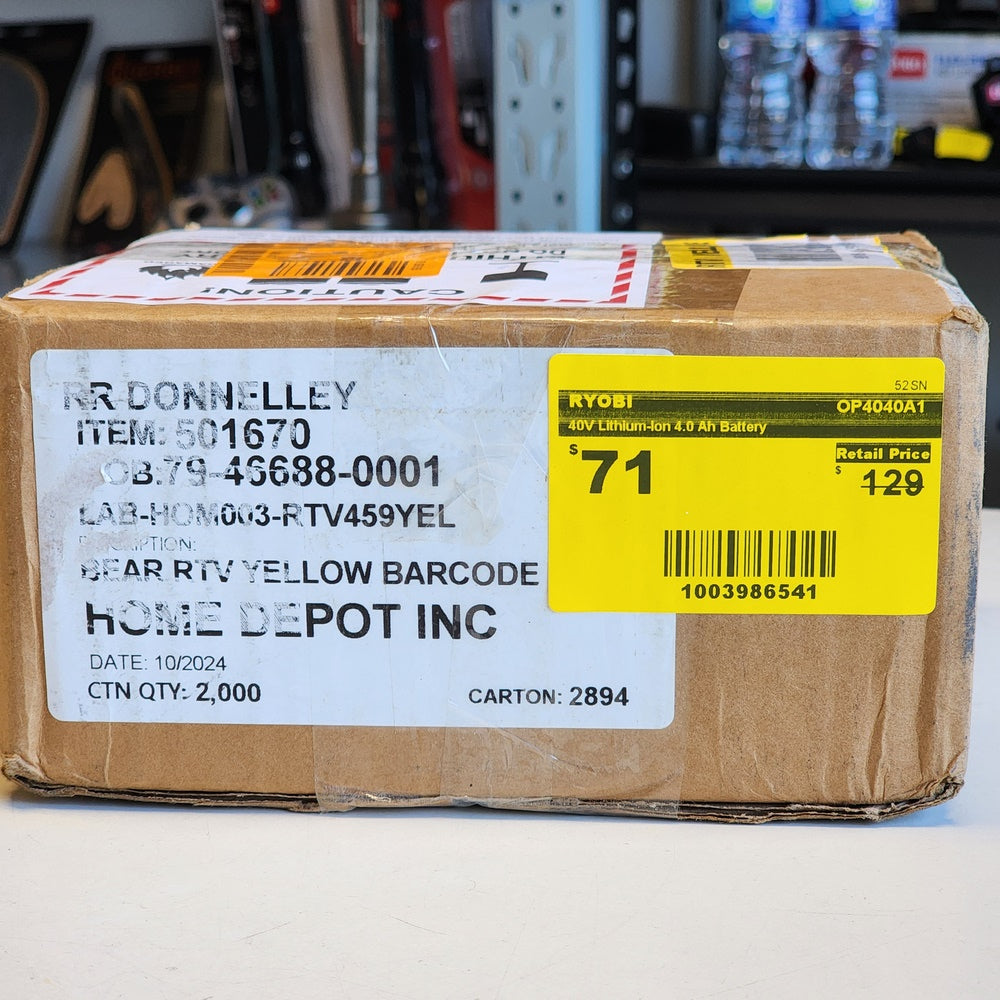 CAUTION!
RR DONNELLEY
ITEM: 501670
OB:79-46688-0001
LAB-HOM003-RTV459YEL
DESCRIPTION:
BEAR RTV YELLOW BARCODE
HOME DEPOT INC
DATE: 10/2024
CTN QTY: 2,000
CARTON: 2894
52SN
RYOBI
OP4040A1
40V Lithium-Ion 4.0 Ah Battery
$71
Retail Price
$129
1003986541